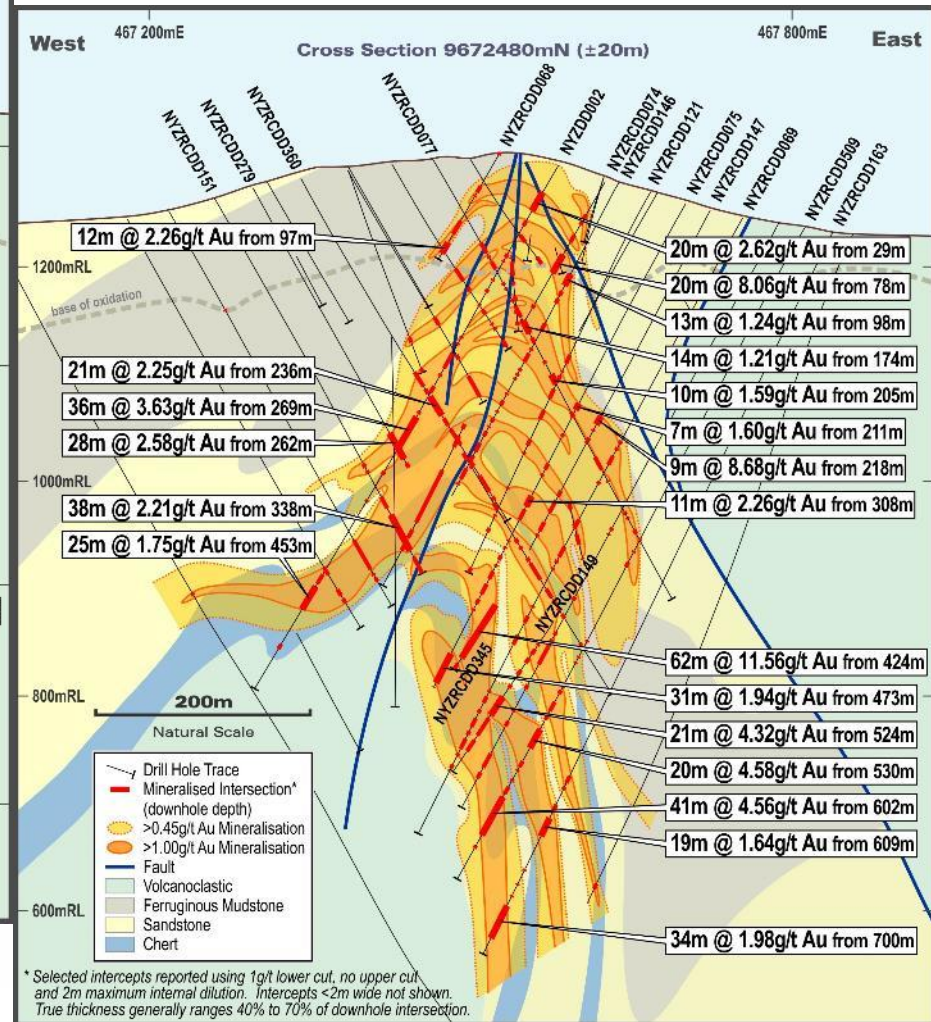 West
467 200mE
Cross Section 9672480mN (±20m)
467 800mE
East
NYZRCDD151
NYZRCDD279
NYZRCDD360
NYZRCDD077
NYZRCDD068
NYZDD002
NYZRCDD074
NYZRCDD146
NYZRCDD121
NYZRCDD075
NYZRCDD147
NYZRCDD069
NYZRCDD509
NYZRCDD163
12m @ 2.26g/t Au from 97m
1200mRL
base of oxidation
20m @ 2.62g/t Au from 29m
20m @ 8.06g/t Au from 78m
13m @ 1.24g/t Au from 98m
14m @ 1.21g/t Au from 174m
10m @ 1.59g/t Au from 205m
7m @ 1.60g/t Au from 211m
9m @ 8.68g/t Au from 218m
11m @ 2.26g/t Au from 308m
21m @ 2.25g/t Au from 236m
36m @ 3.63g/t Au from 269m
28m @ 2.58g/t Au from 262m
1000mRL
38m @ 2.21g/t Au from 338m
25m @ 1.75g/t Au from 453m
NYZRCDD149
NYZRCDD345
62m @ 11.56g/t Au from 424m
31m @ 1.94g/t Au from 473m
21m @ 4.32g/t Au from 524m
20m @ 4.58g/t Au from 530m
41m @ 4.56g/t Au from 602m
19m @ 1.64g/t Au from 609m
34m @ 1.98g/t Au from 700m
800mRL
200m
Natural Scale
Drill Hole Trace
Mineralised Intersection*
(downhole depth)
>0.45g/t Au Mineralisation
>1.00g/t Au Mineralisation
Fault
Volcanoclastic
Ferruginous Mudstone
Sandstone
Chert
600mRL
* Selected intercepts reported using 1g/t lower cut, no upper cut
and 2m maximum internal dilution. Intercepts <2m wide not shown.
True thickness generally ranges 40% to 70% of downhole intersection.